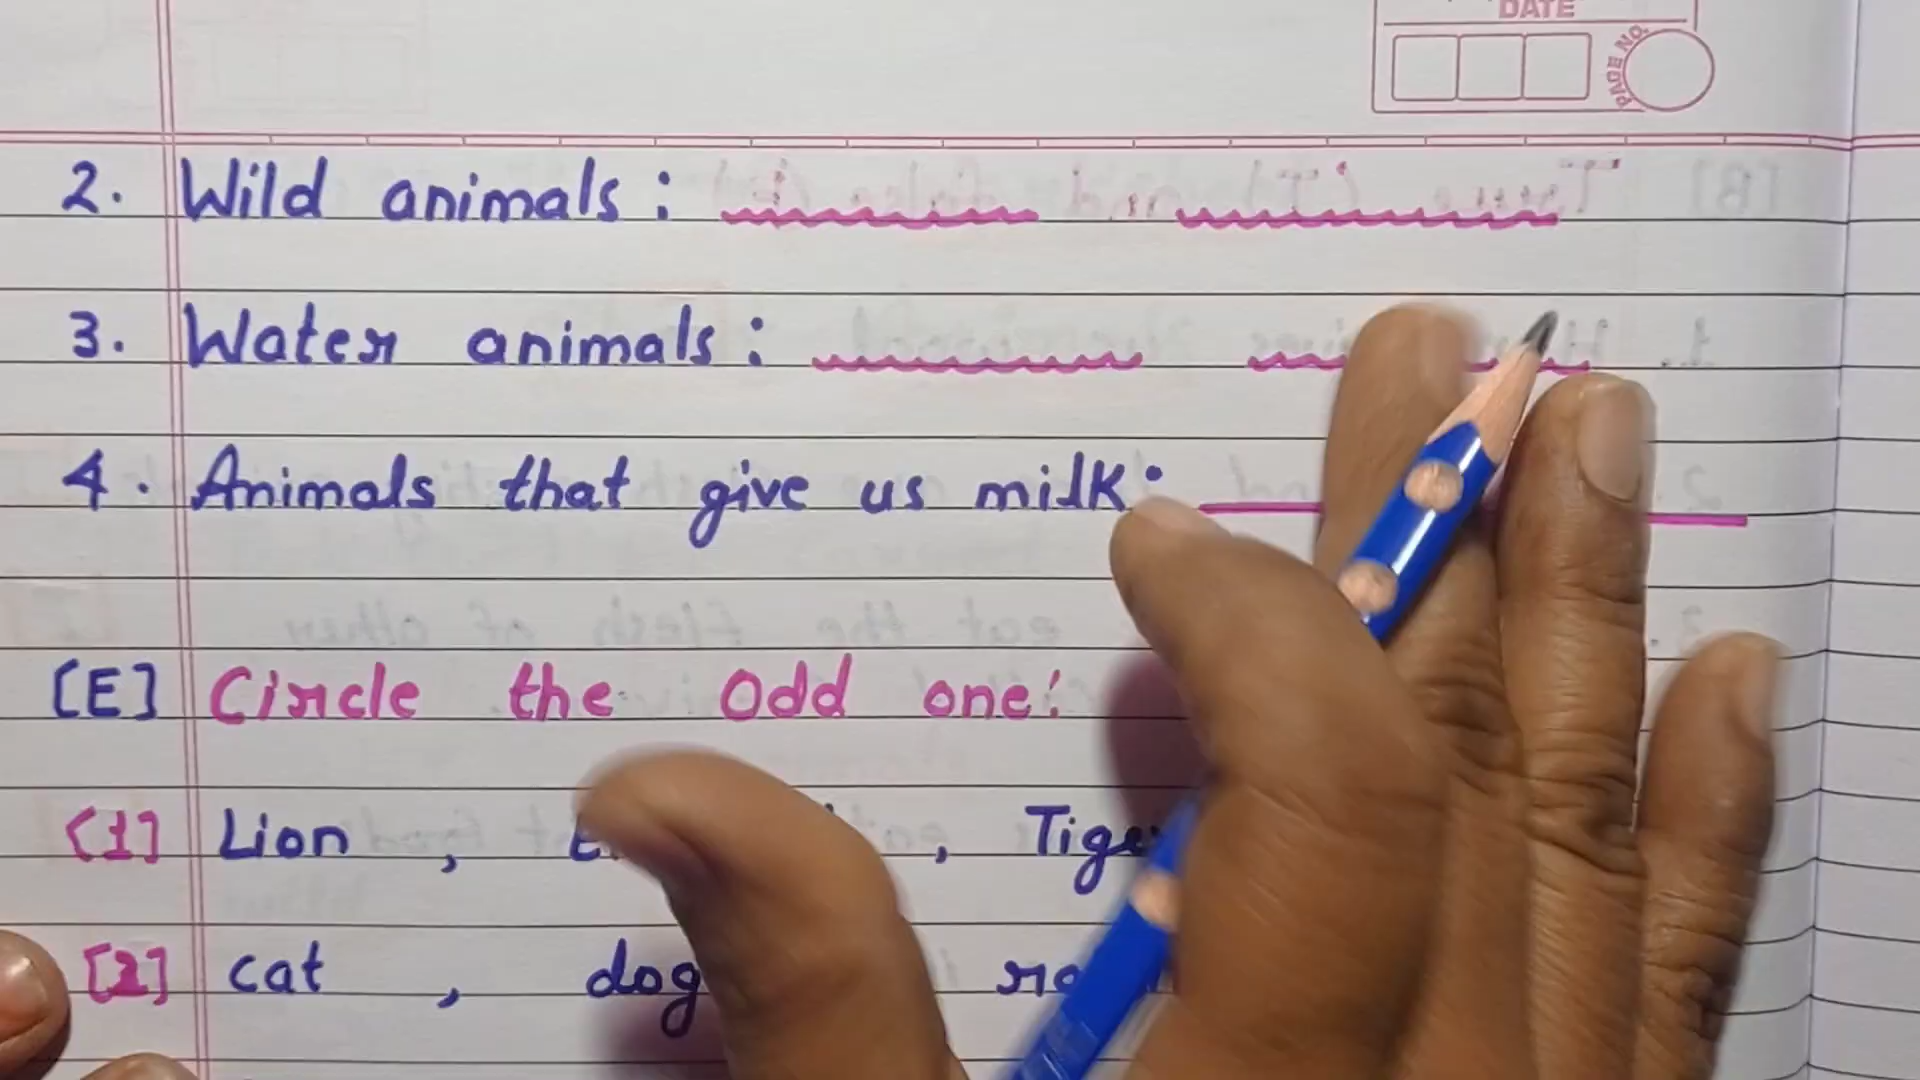 DATE
PAGE NO.
2. Wild animals:
3. Water animals:
4. Animals that give us milk:
[E] Circle the Odd one:
[1] Lion , , Tiger
[2] cat , dog